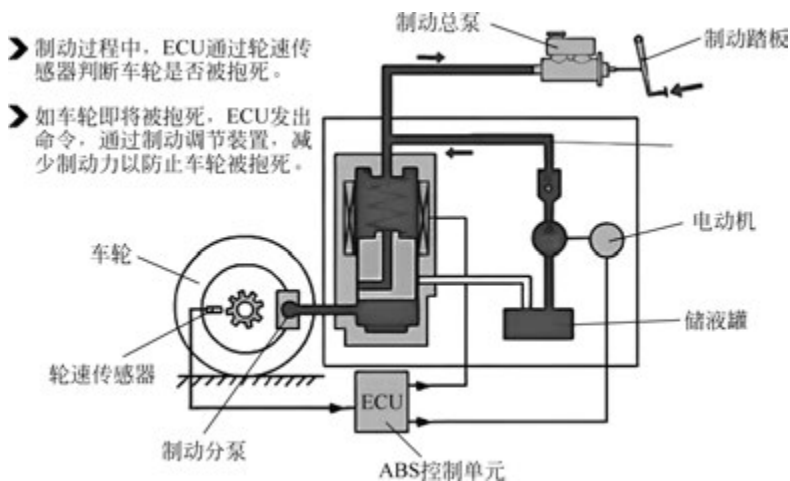 制动过程中，ECU通过轮速传
感器判断车轮是否被抱死。
如车轮即将被抱死，ECU发出
命令，通过制动调节装置，减
少制动力以防止车轮被抱死。
制动总泵
制动踏板
电动机
车轮
储液罐
轮速传感器
ECU
制动分泵
ABS控制单元